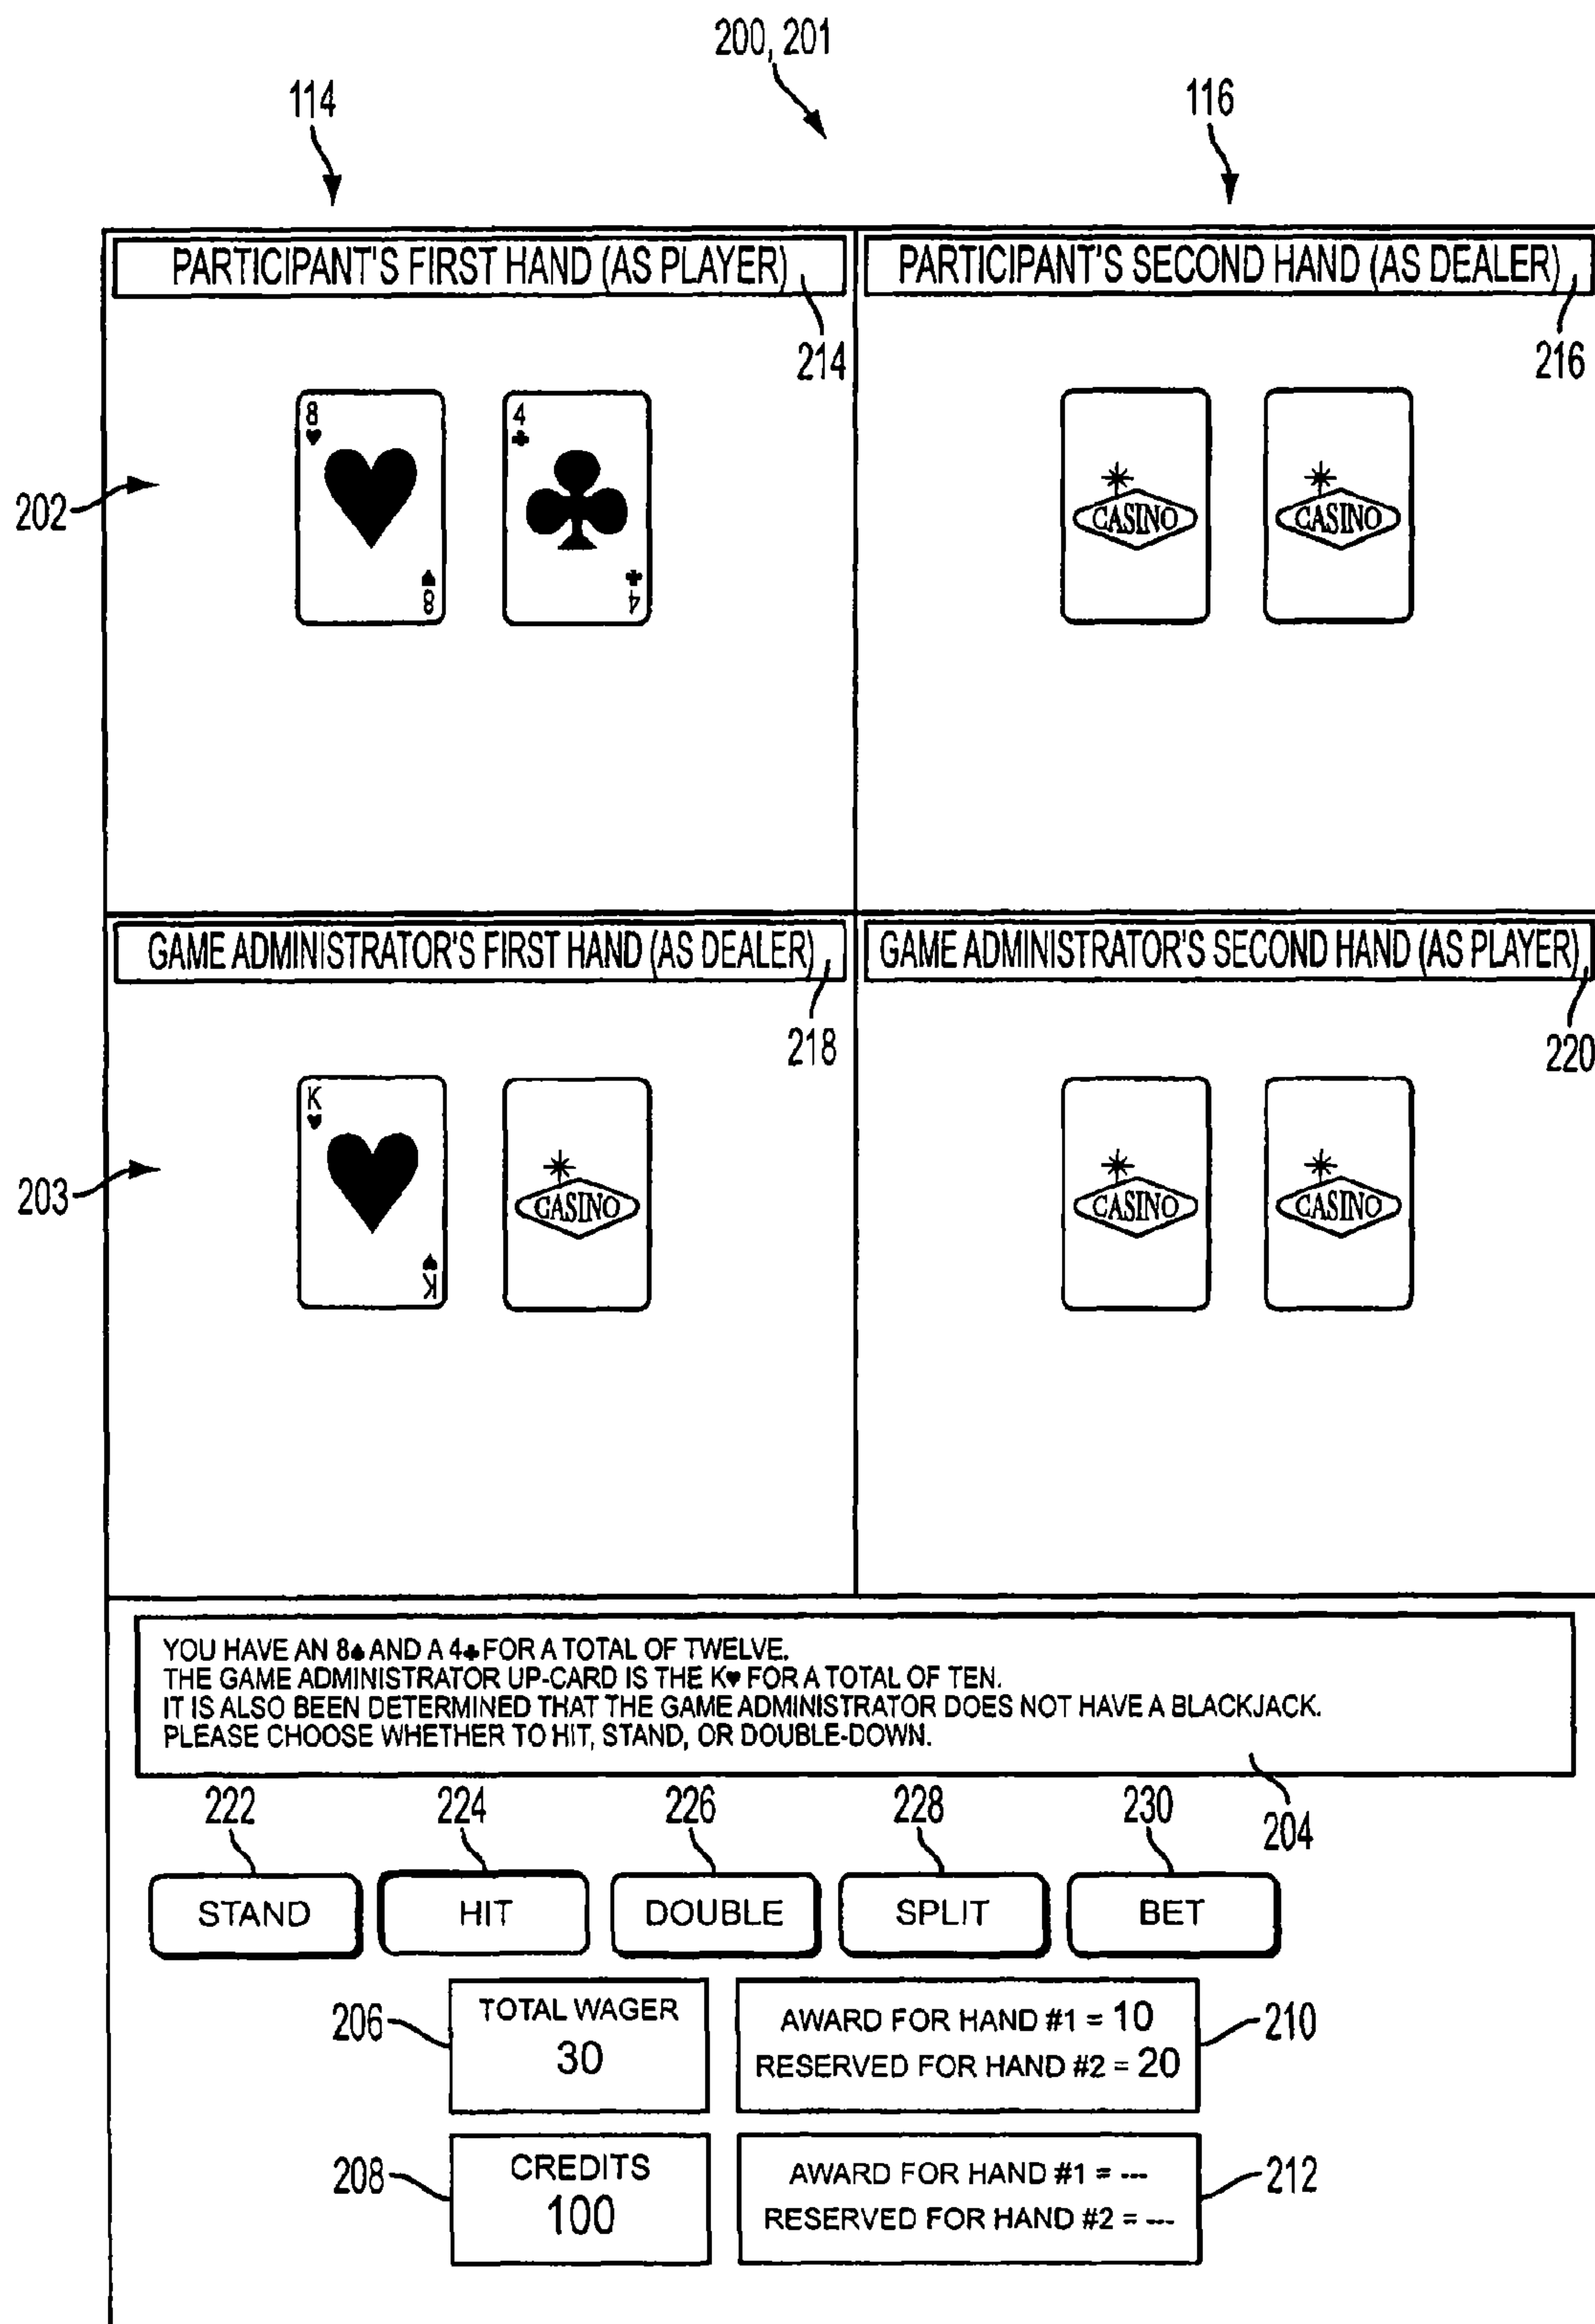 200, 201
114
116
PARTICIPANT'S FIRST HAND (AS PLAYER)
PARTICIPANT'S SECOND HAND (AS DEALER)
214
216
8♥
4♣
202
CASINO
CASINO
8♥
4♣
GAME ADMINISTRATOR'S FIRST HAND (AS DEALER)
GAME ADMINISTRATOR'S SECOND HAND (AS PLAYER)
218
220
K♥
203
CASINO
CASINO
CASINO
K♥
YOU HAVE AN 8♠ AND A 4♣ FOR A TOTAL OF TWELVE.
THE GAME ADMINISTRATOR UP-CARD IS THE K♥ FOR A TOTAL OF TEN.
IT IS ALSO BEEN DETERMINED THAT THE GAME ADMINISTRATOR DOES NOT HAVE A BLACKJACK.
PLEASE CHOOSE WHETHER TO HIT, STAND, OR DOUBLE-DOWN.
222
224
226
228
230
204
STAND
HIT
DOUBLE
SPLIT
BET
206
TOTAL WAGER
30
AWARD FOR HAND #1 = 10
RESERVED FOR HAND #2 = 20
210
208
CREDITS
100
AWARD FOR HAND #1 = ---
RESERVED FOR HAND #2 = ---
212